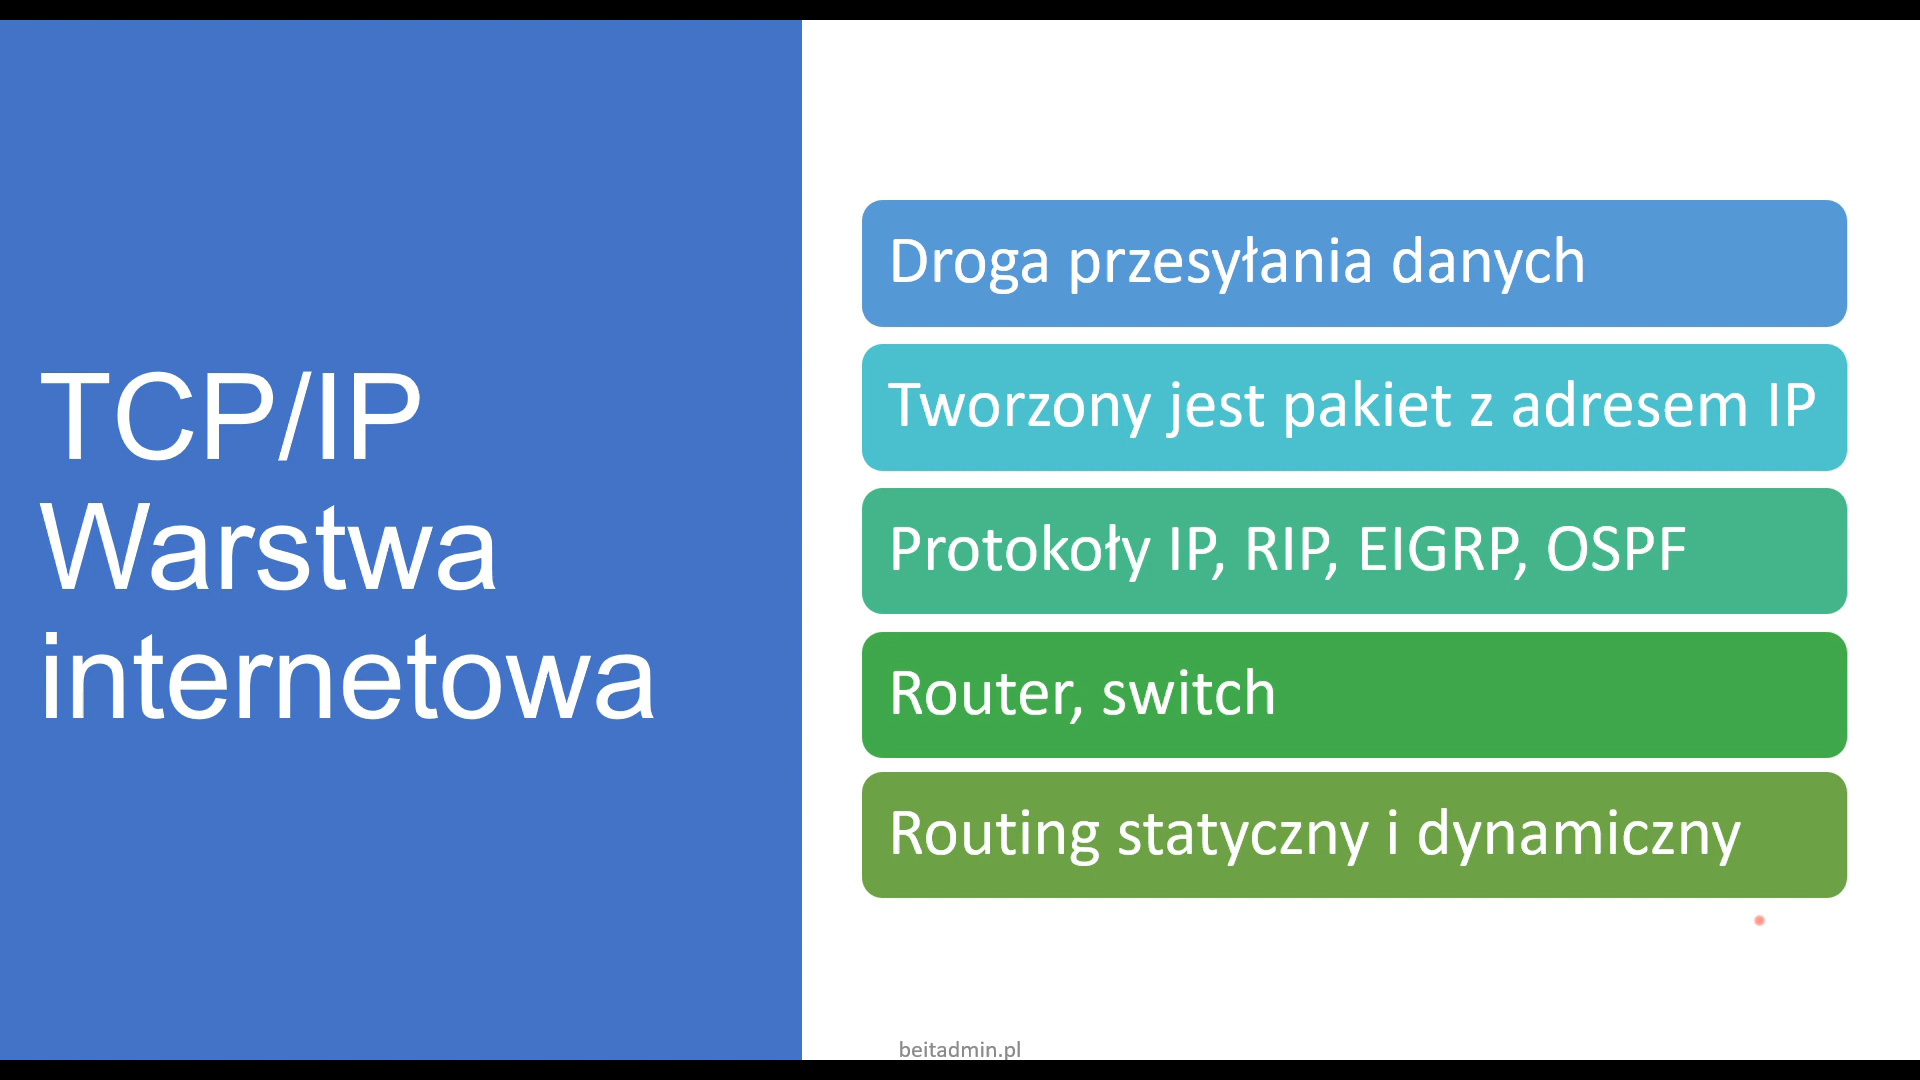 TCP/IP
Warstwa
internetowa
Droga przesyłania danych
Tworzony jest pakiet z adresem IP
Protokoły IP, RIP, EIGRP, OSPF
Router, switch
Routing statyczny i dynamiczny
beitadmin.pl